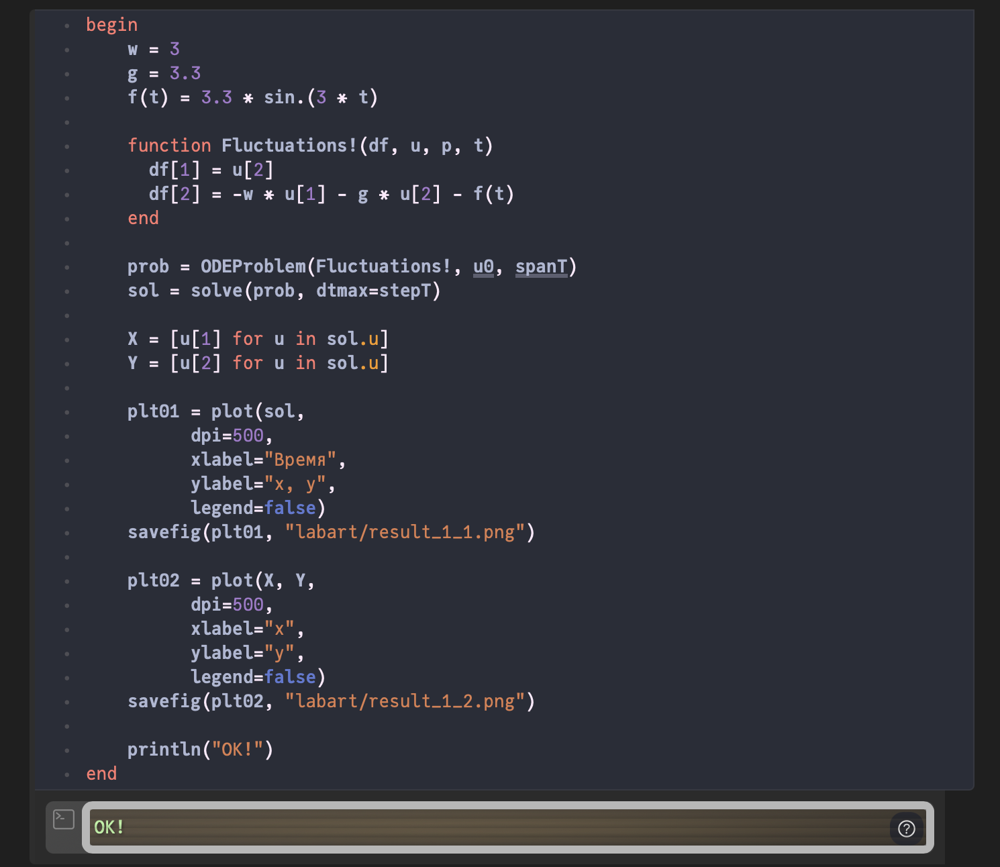 begin
    w = 3
    g = 3.3
    f(t) = 3.3 * sin.(3 * t)

    function Fluctuations!(df, u, p, t)
      df[1] = u[2]
      df[2] = -w * u[1] - g * u[2] - f(t)
    end

    prob = ODEProblem(Fluctuations!, u0, spanT)
    sol = solve(prob, dtmax=stepT)

    X = [u[1] for u in sol.u]
    Y = [u[2] for u in sol.u]

    plt01 = plot(sol,
          dpi=500,
          xlabel="Время",
          ylabel="x, y",
          legend=false)
    savefig(plt01, "labart/result_1_1.png")

    plt02 = plot(X, Y,
          dpi=500,
          xlabel="x",
          ylabel="y",
          legend=false)
    savefig(plt02, "labart/result_1_2.png")

    println("OK!")
end
OK!